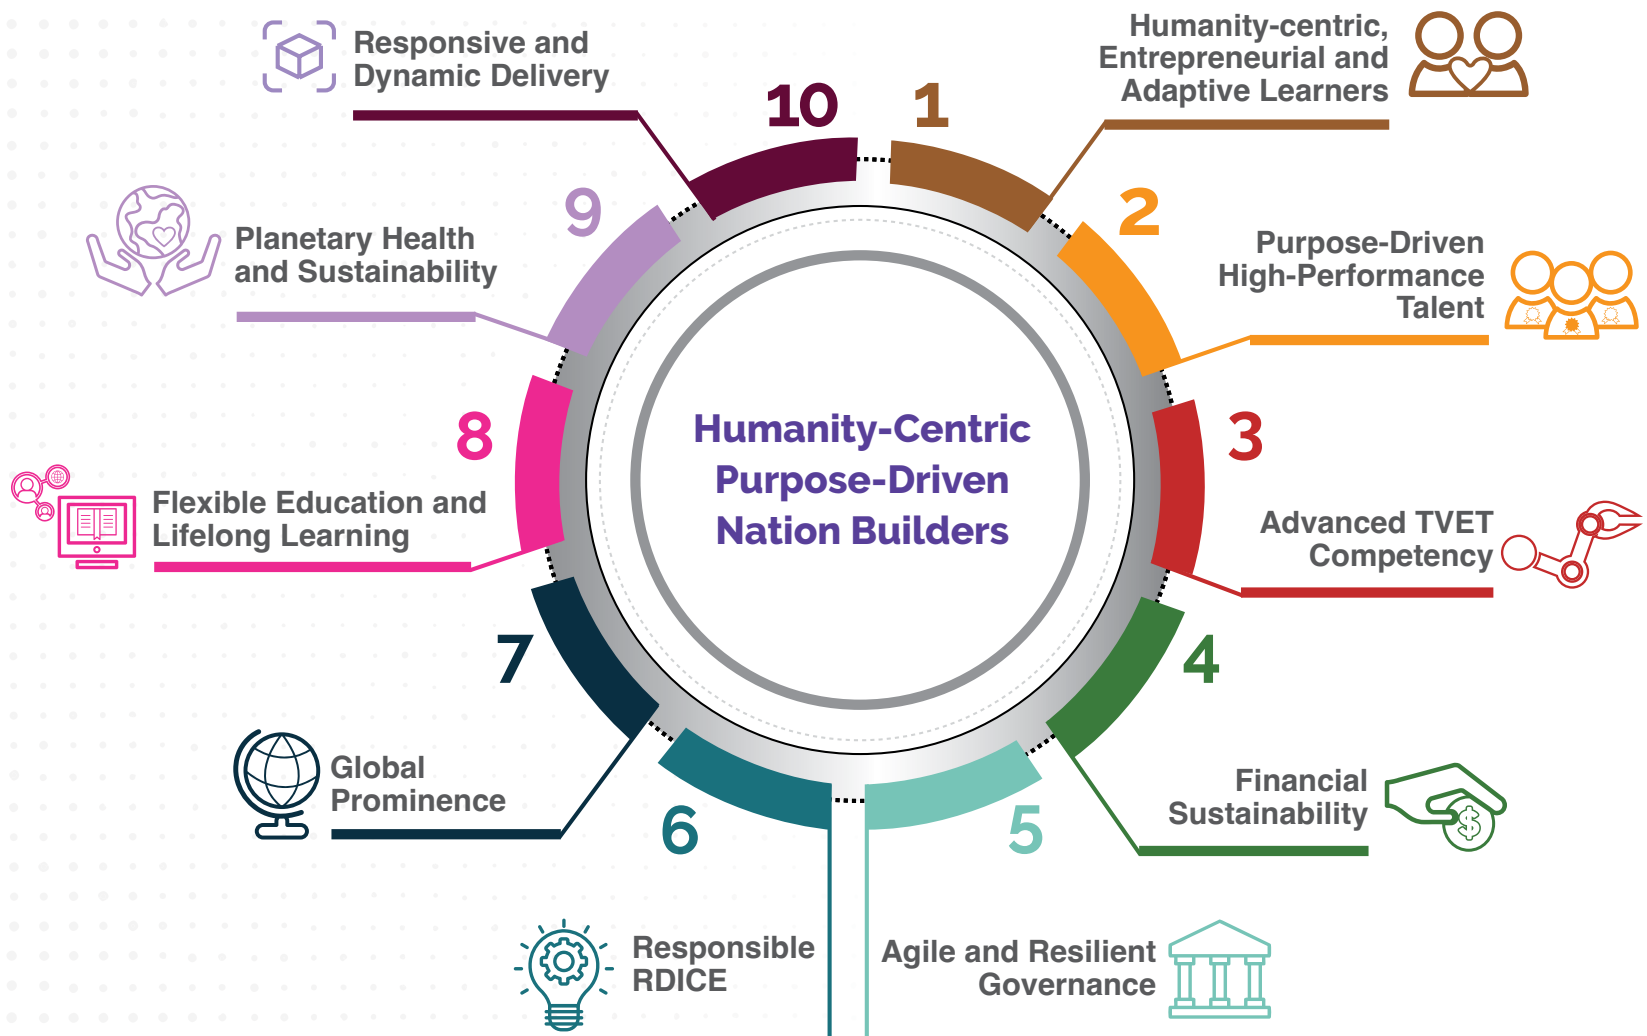 Humanity-Centric
Purpose-Driven
Nation Builders
1
Humanity-centric,
Entrepreneurial and
Adaptive Learners
2
Purpose-Driven
High-Performance
Talent
3
Advanced TVET
Competency
4
Financial
Sustainability
$
5
Agile and Resilient
Governance
6
Responsible
RDICE
7
Global
Prominence
8
Flexible Education and
Lifelong Learning
9
Planetary Health
and Sustainability
10
Responsive and
Dynamic Delivery